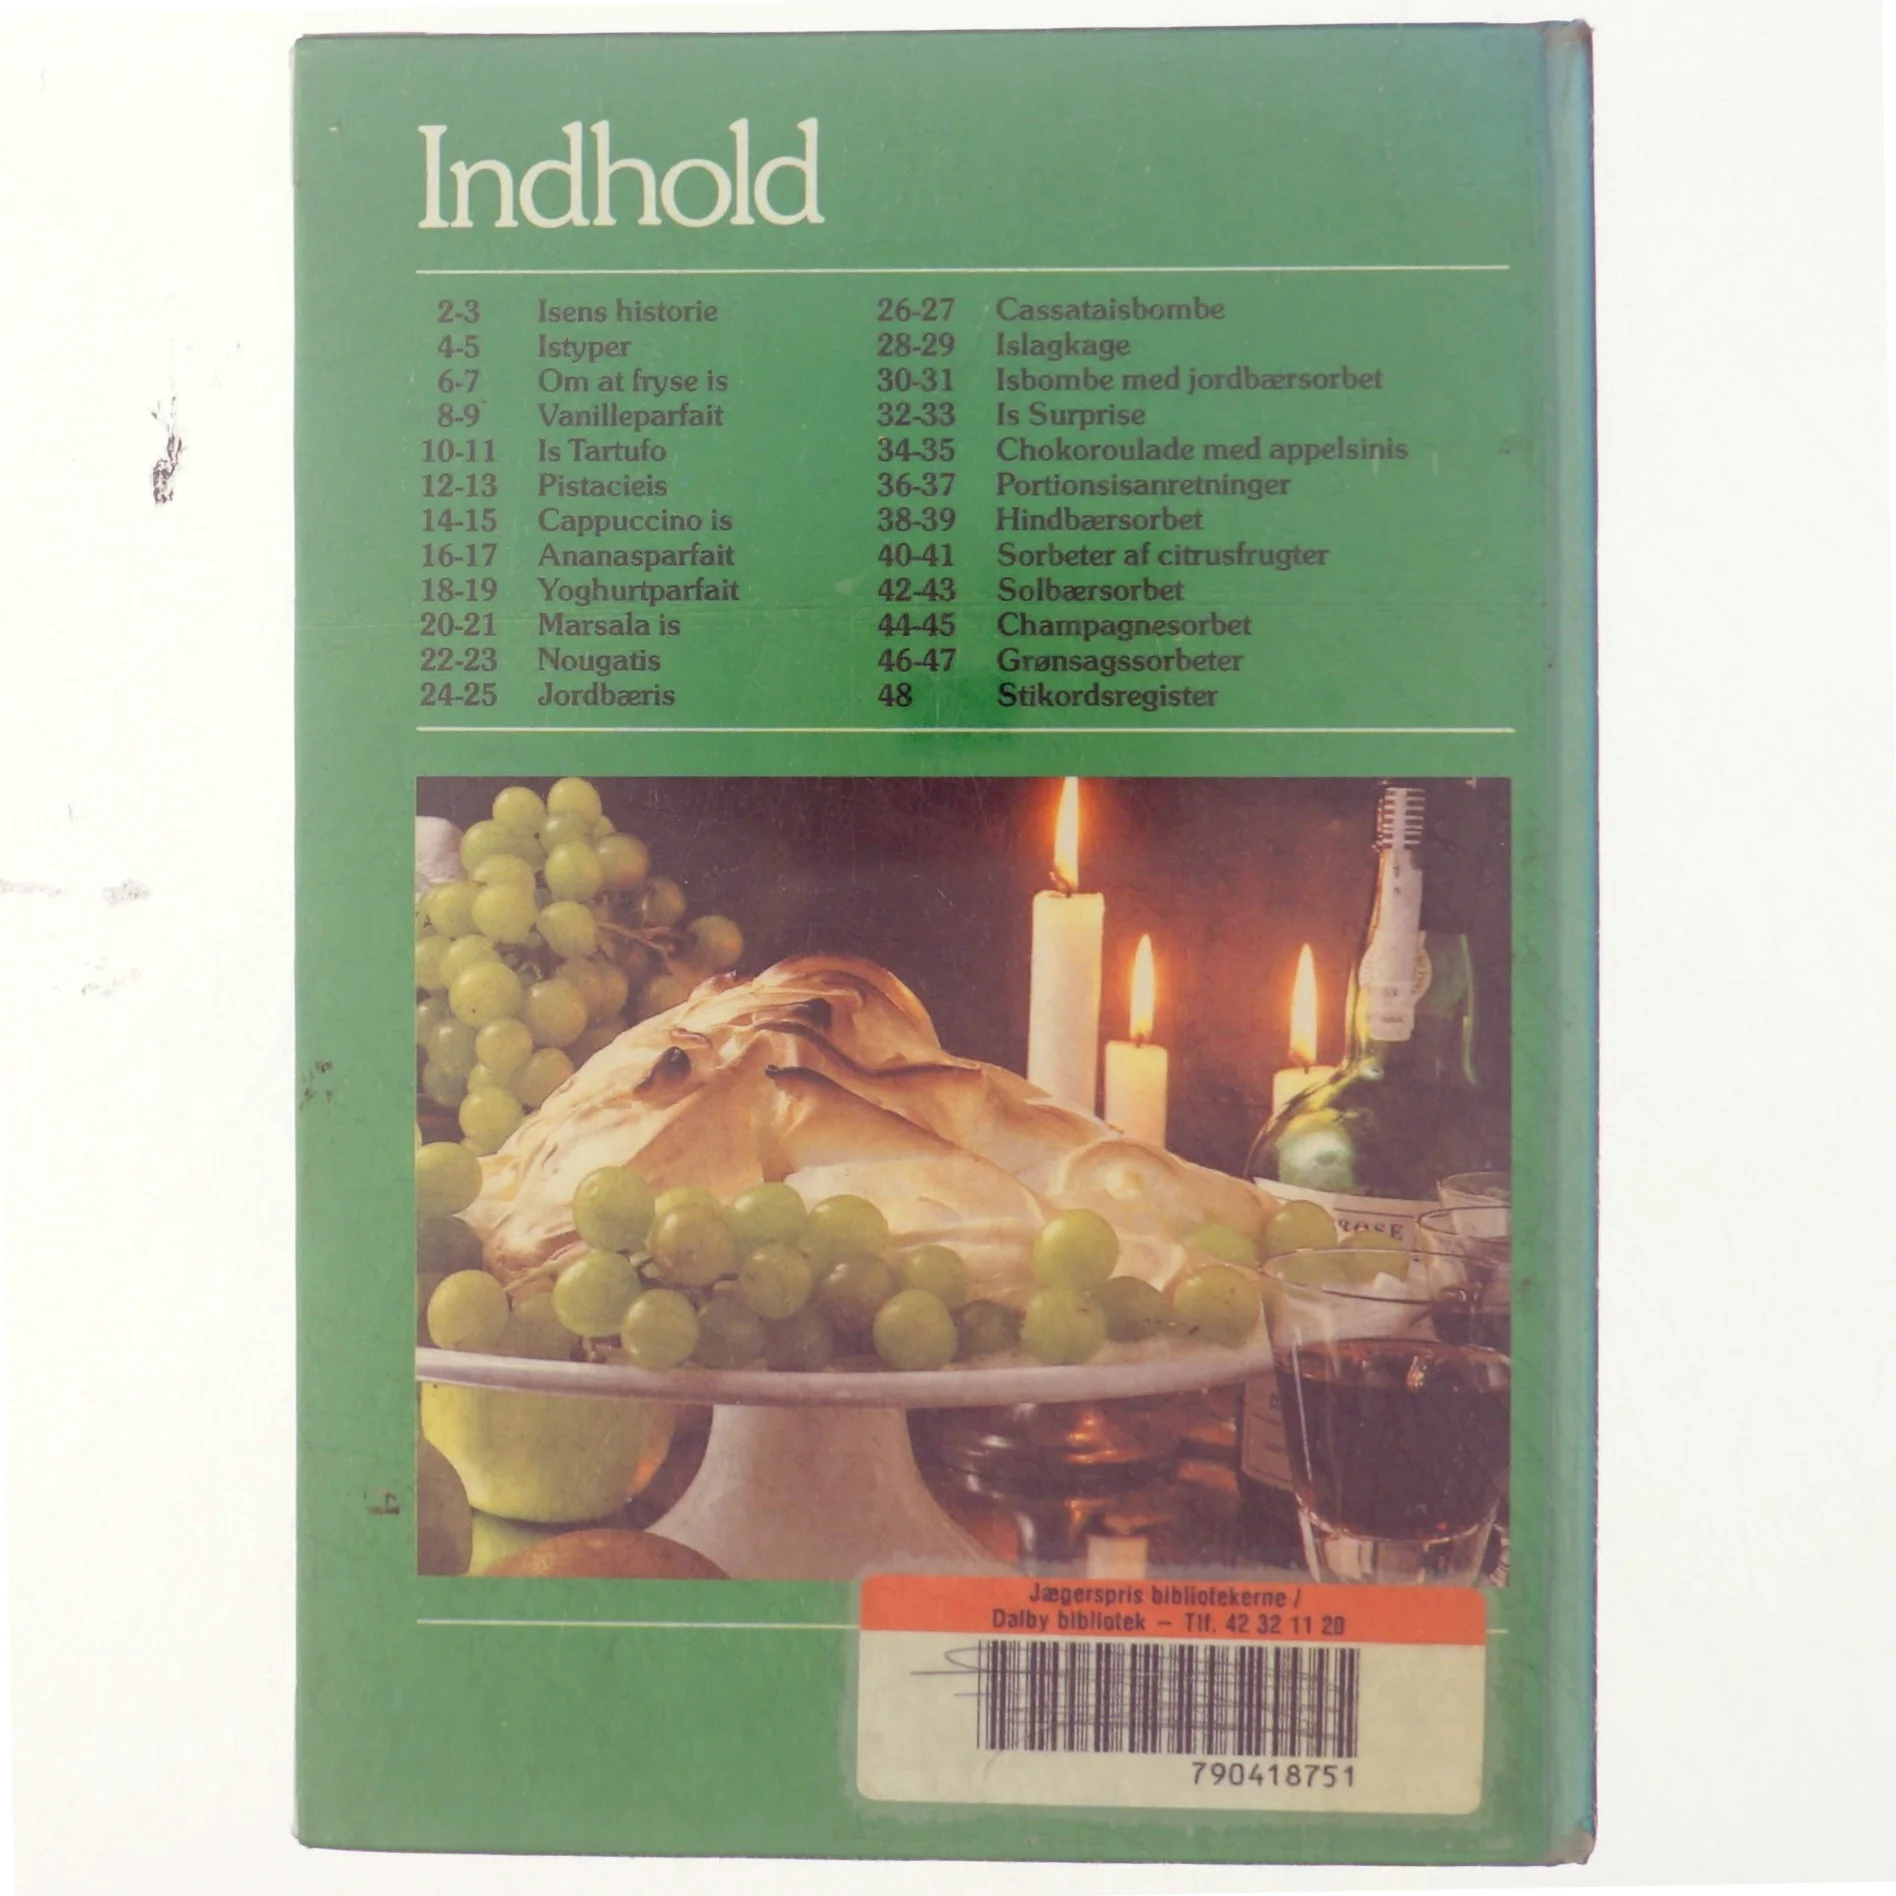 Indhold
2-3 Isens historie
4-5 Istyper
6-7 Om at fryse is
8-9 Vanilleparfait
10-11 Is Tartufo
12-13 Pistacieis
14-15 Cappuccino is
16-17 Ananasparfait
18-19 Yoghurtparfait
20-21 Marsala is
22-23 Nougatis
24-25 Jordbæris
26-27 Cassataisbombe
28-29 Islagkage
30-31 Isbombe med jordbærsorbet
32-33 Is Surprise
34-35 Chokoroulade med appelsinis
36-37 Portionsisanretninger
38-39 Hindbærsorbet
40-41 Sorbeter af citrusfrugter
42-43 Solbærsorbet
44-45 Champagnesorbet
46-47 Grønsagssorbeter
48 Stikordsregister
Jægerspris bibliotekerne /
Dalby bibliotek – Tlf. 42 32 11 20
790418751